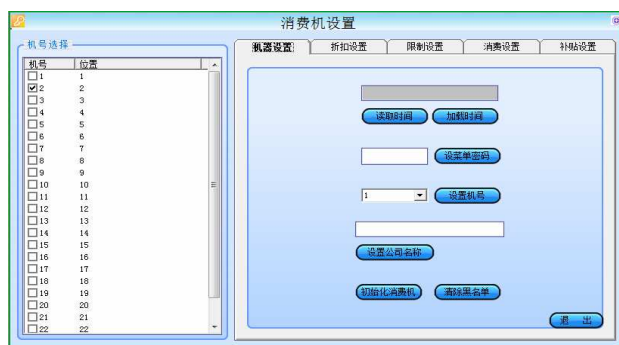 消费机设置
机号选择
机号 位置
1 1
2 2
3 3
4 4
5 5
6 6
7 7
8 8
9 9
10 10
11 11
12 12
13 13
14 14
15 15
16 16
17 17
18 18
19 19
20 20
21 21
22 22
机器设置 折扣设置 限制设置 消费设置 补贴设置
读取时间 加载时间
设菜单密码
1 设置机号
设置公司名称
初始化消费机 清除黑名单
退 出